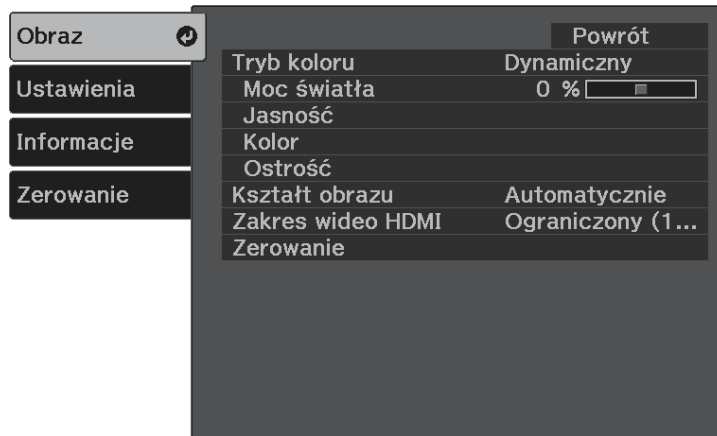 Obraz
Ustawienia
Informacje
Zerowanie
Powrót
Tryb koloru Dynamiczny
Moc światła 0 %
Jasność
Kolor
Ostrość
Kształt obrazu Automatycznie
Zakres wideo HDMI Ograniczony (1...
Zerowanie